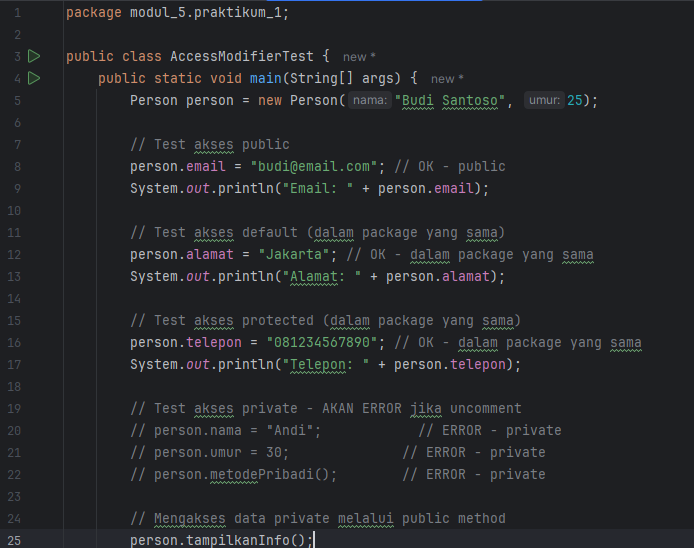 1 package modul_5.praktikum_1;
2
3 public class AccessModifierTest { new *
4 public static void main(String[] args) { new *
5 Person person = new Person( nama: "Budi Santoso", umur: 25);
6
7 // Test akses public
8 person.email = "budi@email.com"; // OK - public
9 System.out.println("Email: " + person.email);
10
11 // Test akses default (dalam package yang sama)
12 person.alamat = "Jakarta"; // OK - dalam package yang sama
13 System.out.println("Alamat: " + person.alamat);
14
15 // Test akses protected (dalam package yang sama)
16 person.telepon = "081234567890"; // OK - dalam package yang sama
17 System.out.println("Telepon: " + person.telepon);
18
19 // Test akses private - AKAN ERROR jika uncomment
20 // person.nama = "Andi"; // ERROR - private
21 // person.umur = 30; // ERROR - private
22 // person.metodePribadi(); // ERROR - private
23
24 // Mengakses data private melalui public method
25 person.tampilkanInfo();